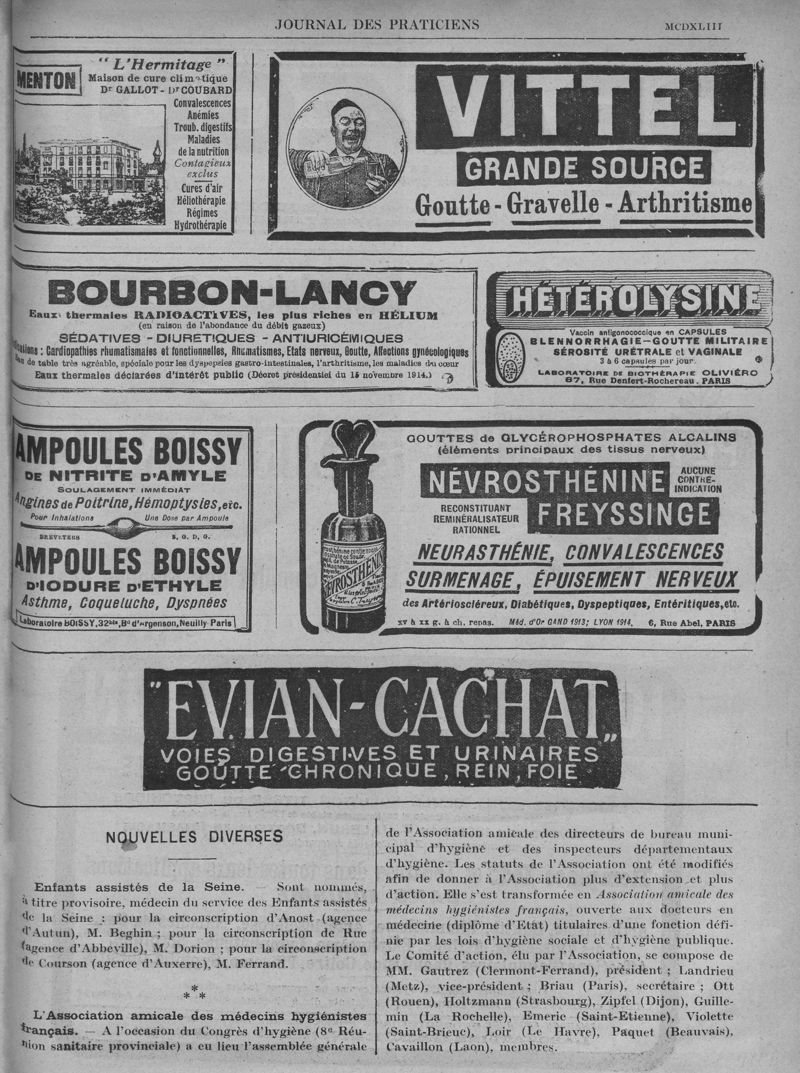 JOURNAL DES PRATICIENS MCDXLIII
MENTON
"L'Hermitage"
Maison de cure climatique
Dr GALLOT - Dr COUBARD
Convalescences
Anémies
Troub. digestifs
Maladies
de la nutrition
Contagieux
exclus
Cures d'air
Héliothérapie
Régimes
Hydrothérapie
VITTEL
GRANDE SOURCE
Goutte - Gravelle - Arthritisme
BOURBON-LANCY
Eaux thermales RADIOACTIVES, les plus riches en HÉLIUM
(en raison de l'abondance du débit gazeux)
SÉDATIVES - DIURETIQUES - ANTIURICÉMIQUES
: Cardiopathies rhumatismales et fonctionnelles, Rhumatismes, Etats nerveux, Goutte, Affections gynécologiques
de table très agréable, spéciale pour les dyspepsies gastro-intestinales, l'arthritisme, les maladies du cœur
Eaux thermales déclarées d'intérêt public (Décret présidentiel du 15 novembre 1914.)
HÉTÉROLYSINE
Vaccin antigonococcique en CAPSULES
BLENNORRHAGIE - GOUTTE MILITAIRE
SÉROSITÉ URÉTRALE et VAGINALE
3 à 6 capsules par jour.
LABORATOIRE DE BIOTHÉRAPIE OLIVIÉRO
67, Rue Denfert-Rochereau. PARIS
AMPOULES BOISSY
DE NITRITE D'AMYLE
SOULAGEMENT IMMÉDIAT
Angines de Poitrine, Hémoptysies, etc.
Pour Inhalations Une Dose par Ampoule
BREVETÉES S. G. D. G.
AMPOULES BOISSY
D'IODURE D'ETHYLE
Asthme, Coqueluche, Dyspnées
Laboratoire BOISSY, 32bis, Bd d'Argenson, Neuilly-Paris
GOUTTES de GLYCÉROPHOSPHATES ALCALINS
(éléments principaux des tissus nerveux)
NÉVROSTHÉNINE
AUCUNE
CONTRE-
INDICATION
RECONSTITUANT
REMINÉRALISATEUR
RATIONNEL
FREYSSINGE
NEURASTHÉNIE, CONVALESCENCES
SURMENAGE, ÉPUISEMENT NERVEUX
des Artérioscléreux, Diabétiques, Dyspeptiques, Entéritiques, etc.
xv à xx g. à ch. repas. Méd. d'Or GAND 1913; LYON 1914. 6, Rue Abel, PARIS
NÉVROSTHÉNINE
"EVIAN-CACHAT„
VOIES DIGESTIVES ET URINAIRES
GOUTTE CHRONIQUE, REIN, FOIE
NOUVELLES DIVERSES
Enfants assistés de la Seine. — Sont nommés,
à titre provisoire, médecin du service des Enfants assistés
de la Seine : pour la circonscription d'Anost (agence
d'Autun), M. Beghin ; pour la circonscription de Rue
(agence d'Abbeville), M. Dorion ; pour la circonscription
de Courson (agence d'Auxerre), M. Ferrand.
*
* *
L'Association amicale des médecins hygiénistes
français. — A l'occasion du Congrès d'hygiène (8e Réu-
nion sanitaire provinciale) a eu lieu l'assemblée générale
de l'Association amicale des directeurs de bureau muni-
cipal d'hygiène et des inspecteurs départementaux
d'hygiène. Les statuts de l'Association ont été modifiés
afin de donner à l'Association plus d'extension et plus
d'action. Elle s'est transformée en Association amicale des
médecins hygiénistes français, ouverte aux docteurs en
médecine (diplôme d'Etat) titulaires d'une fonction défi-
nie par les lois d'hygiène sociale et d'hygiène publique.
Le Comité d'action, élu par l'Association, se compose de
MM. Gautrez (Clermont-Ferrand), président ; Landrieu
(Metz), vice-président ; Briau (Paris), secrétaire ; Ott
(Rouen), Holtzmann (Strasbourg), Zipfel (Dijon), Guille-
min (La Rochelle), Emerie (Saint-Etienne), Violette
(Saint-Brieuc), Loir (Le Havre), Paquet (Beauvais),
Cavaillon (Laon), membres.